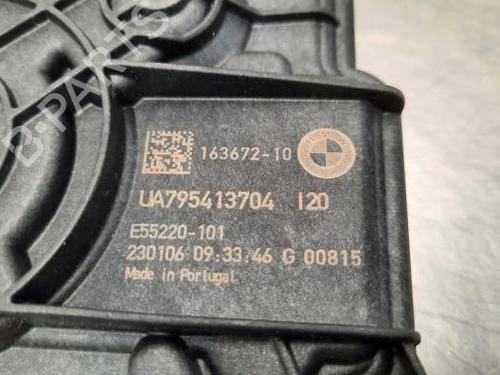 B-PARTS
163672-10
UA795413704 I20
E55220-101
230106 09:33:46 G 00815
Made in Portugal